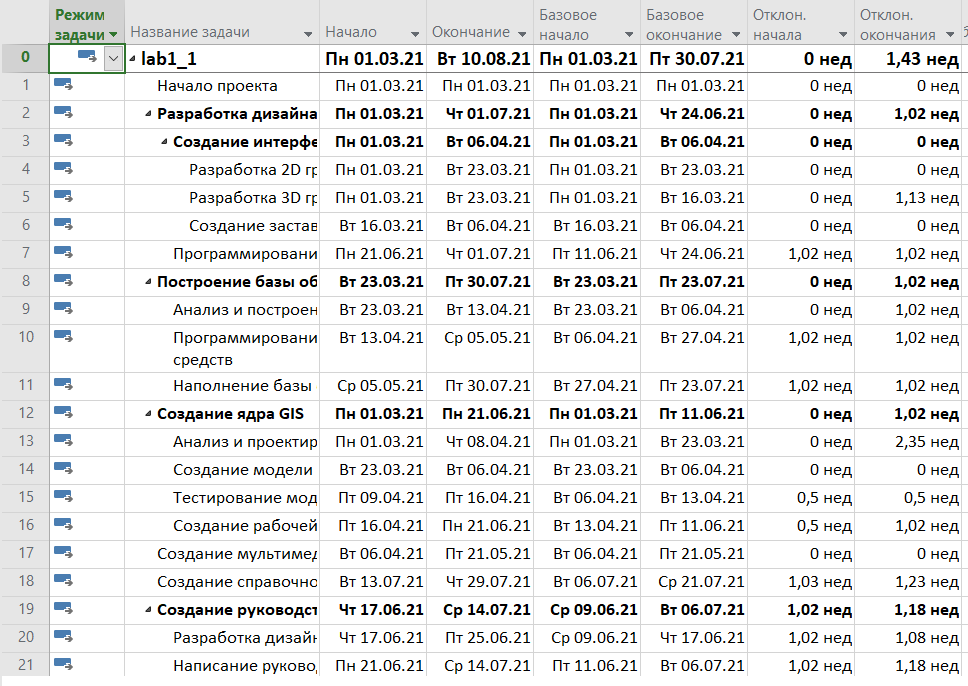 Режим задачи Название задачи Начало Окончание Базовое начало Базовое окончание Отклон. начала Отклон. окончания
0 lab1_1 Пн 01.03.21 Вт 10.08.21 Пн 01.03.21 Пт 30.07.21 0 нед 1,43 нед
1 Начало проекта Пн 01.03.21 Пн 01.03.21 Пн 01.03.21 Пн 01.03.21 0 нед 0 нед
2 Разработка дизайна Пн 01.03.21 Чт 01.07.21 Пн 01.03.21 Чт 24.06.21 0 нед 1,02 нед
3 Создание интерфе Пн 01.03.21 Вт 06.04.21 Пн 01.03.21 Вт 06.04.21 0 нед 0 нед
4 Разработка 2D гр Пн 01.03.21 Вт 23.03.21 Пн 01.03.21 Вт 23.03.21 0 нед 0 нед
5 Разработка 3D гр Пн 01.03.21 Вт 23.03.21 Пн 01.03.21 Вт 16.03.21 0 нед 1,13 нед
6 Создание застав Вт 16.03.21 Вт 06.04.21 Вт 16.03.21 Вт 06.04.21 0 нед 0 нед
7 Программировани Пн 21.06.21 Чт 01.07.21 Пт 11.06.21 Чт 24.06.21 1,02 нед 1,02 нед
8 Построение базы об Вт 23.03.21 Пт 30.07.21 Вт 23.03.21 Пт 23.07.21 0 нед 1,02 нед
9 Анализ и построен Вт 23.03.21 Вт 13.04.21 Вт 23.03.21 Вт 06.04.21 0 нед 1,02 нед
10 Программировани средств Вт 13.04.21 Ср 05.05.21 Вт 06.04.21 Вт 27.04.21 1,02 нед 1,02 нед
11 Наполнение базы Ср 05.05.21 Пт 30.07.21 Вт 27.04.21 Пт 23.07.21 1,02 нед 1,02 нед
12 Создание ядра GIS Пн 01.03.21 Пн 21.06.21 Пн 01.03.21 Пт 11.06.21 0 нед 1,02 нед
13 Анализ и проектир Пн 01.03.21 Чт 08.04.21 Пн 01.03.21 Вт 23.03.21 0 нед 2,35 нед
14 Создание модели Вт 23.03.21 Вт 06.04.21 Вт 23.03.21 Вт 06.04.21 0 нед 0 нед
15 Тестирование мод Пт 09.04.21 Пт 16.04.21 Вт 06.04.21 Вт 13.04.21 0,5 нед 0,5 нед
16 Создание рабочей Пт 16.04.21 Пн 21.06.21 Вт 13.04.21 Пт 11.06.21 0,5 нед 1,02 нед
17 Создание мультимед Вт 06.04.21 Пт 21.05.21 Вт 06.04.21 Пт 21.05.21 0 нед 0 нед
18 Создание справочно Вт 13.07.21 Чт 29.07.21 Вт 06.07.21 Ср 21.07.21 1,03 нед 1,23 нед
19 Создание руководст Чт 17.06.21 Ср 14.07.21 Ср 09.06.21 Вт 06.07.21 1,02 нед 1,18 нед
20 Разработка дизайн Чт 17.06.21 Пт 25.06.21 Ср 09.06.21 Чт 17.06.21 1,02 нед 1,08 нед
21 Написание руковод Пн 21.06.21 Ср 14.07.21 Пт 11.06.21 Вт 06.07.21 1,02 нед 1,18 нед